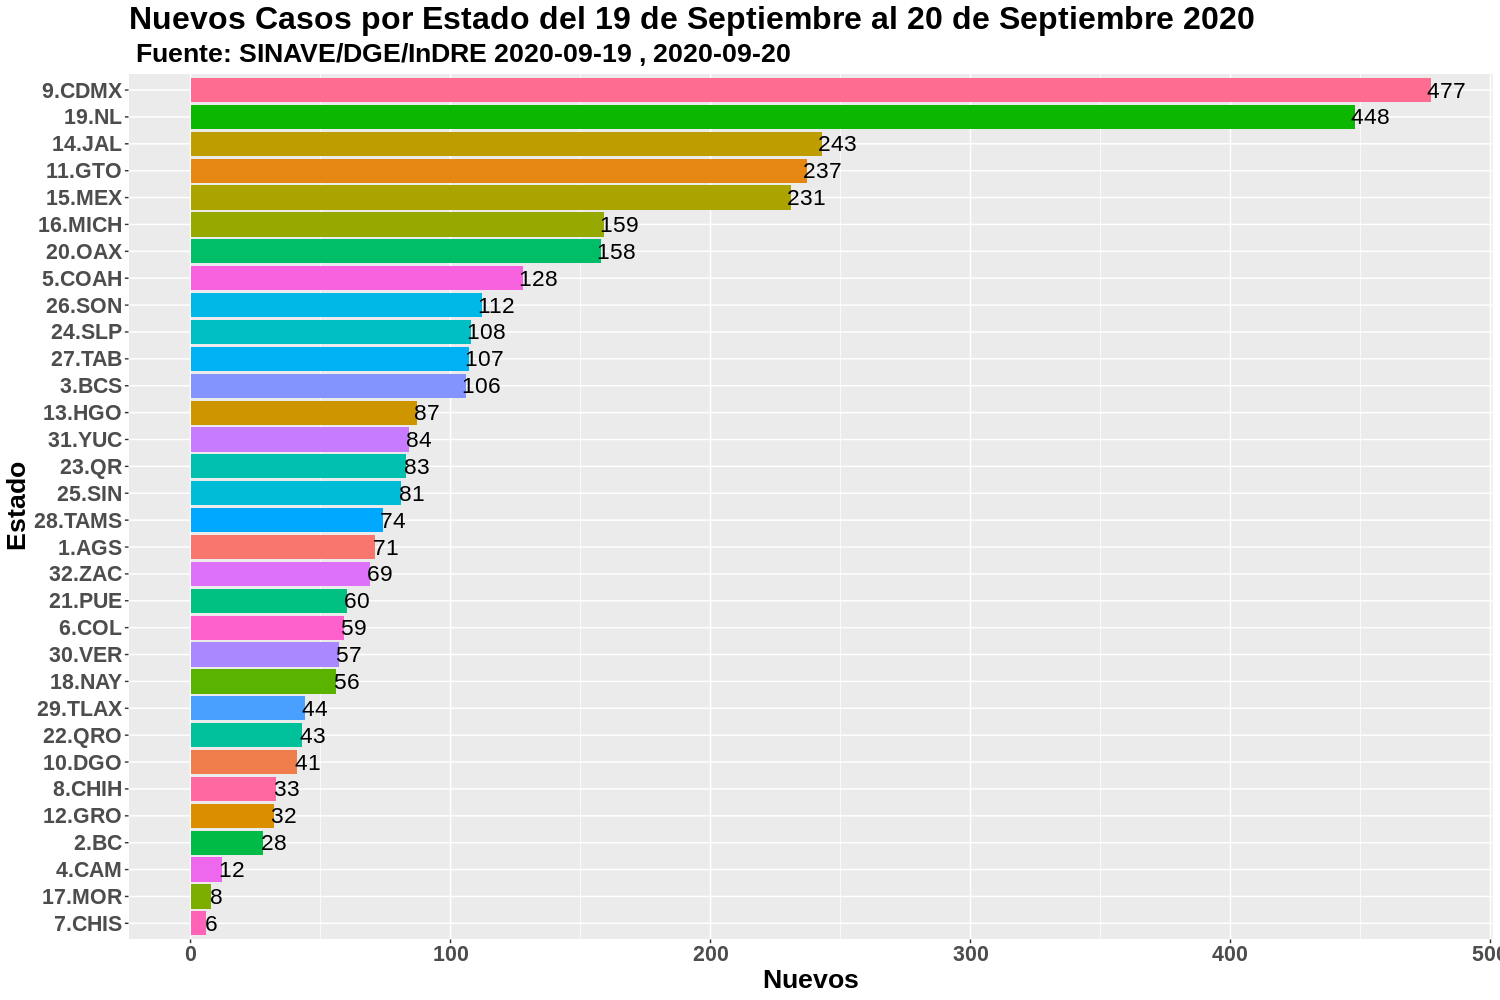 Nuevos Casos por Estado del 19 de Septiembre al 20 de Septiembre 2020
Fuente: SINAVE/DGE/InDRE 2020-09-19 , 2020-09-20
Estado
9.CDMX 477
19.NL 448
14.JAL 243
11.GTO 237
15.MEX 231
16.MICH 159
20.OAX 158
5.COAH 128
26.SON 112
24.SLP 108
27.TAB 107
3.BCS 106
13.HGO 87
31.YUC 84
23.QR 83
25.SIN 81
28.TAMS 74
1.AGS 71
32.ZAC 69
21.PUE 60
6.COL 59
30.VER 57
18.NAY 56
29.TLAX 44
22.QRO 43
10.DGO 41
8.CHIH 33
12.GRO 32
2.BC 28
4.CAM 12
17.MOR 8
7.CHIS 6
0 100 200 300 400 500
Nuevos